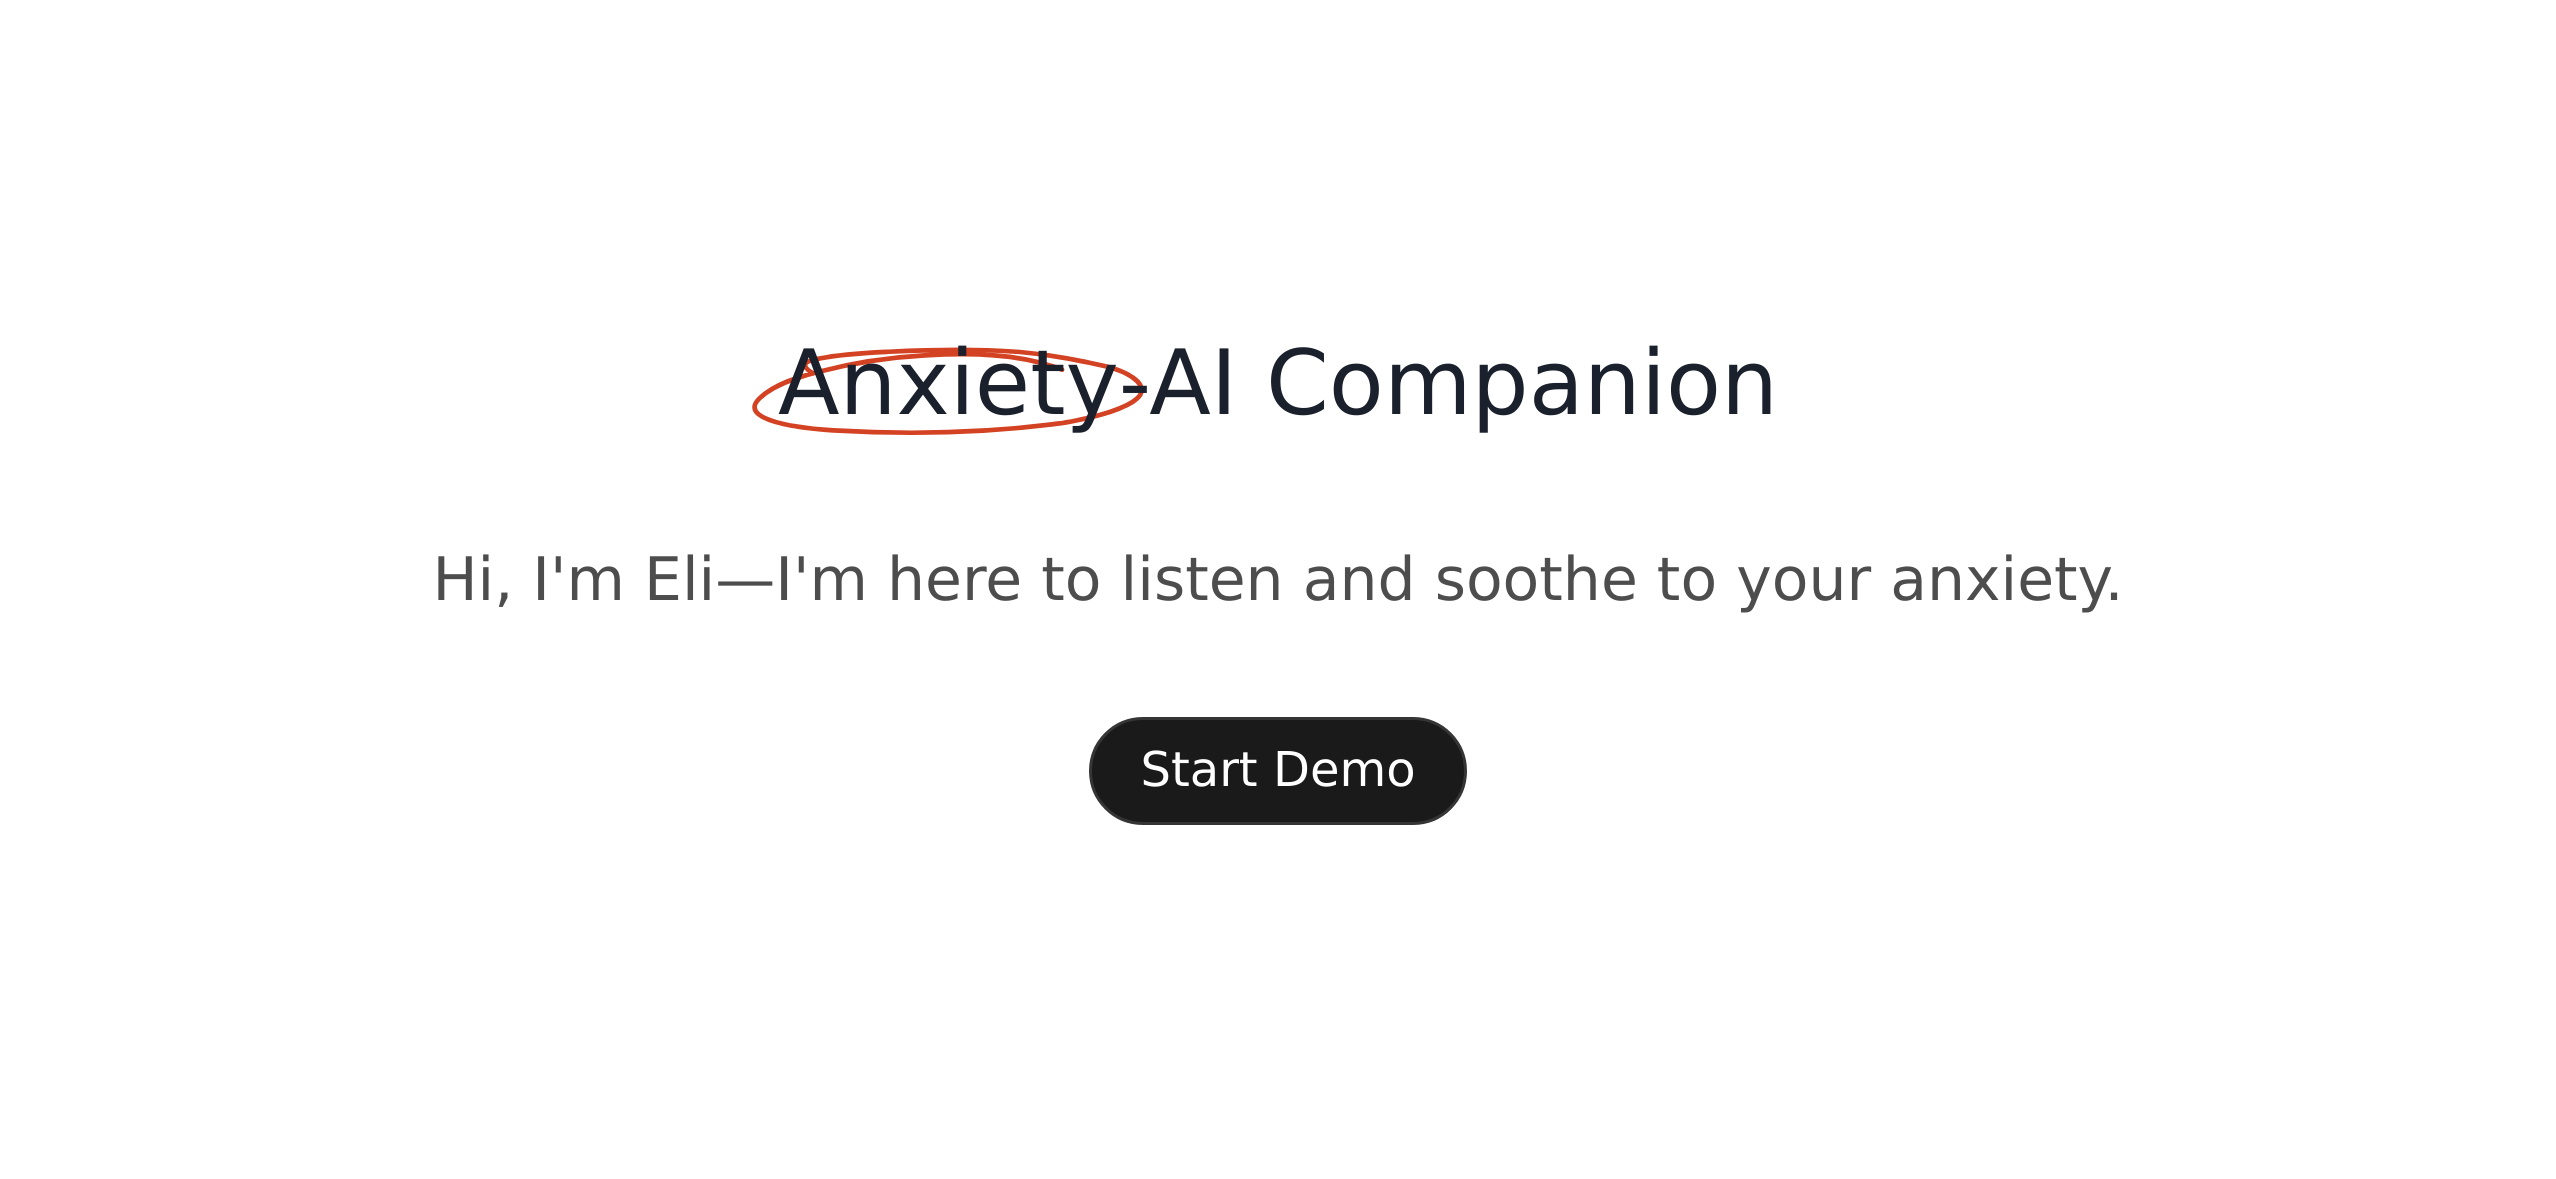 Anxiety-AI Companion
Hi, I'm Eli—I'm here to listen and soothe to your anxiety.
Start Demo